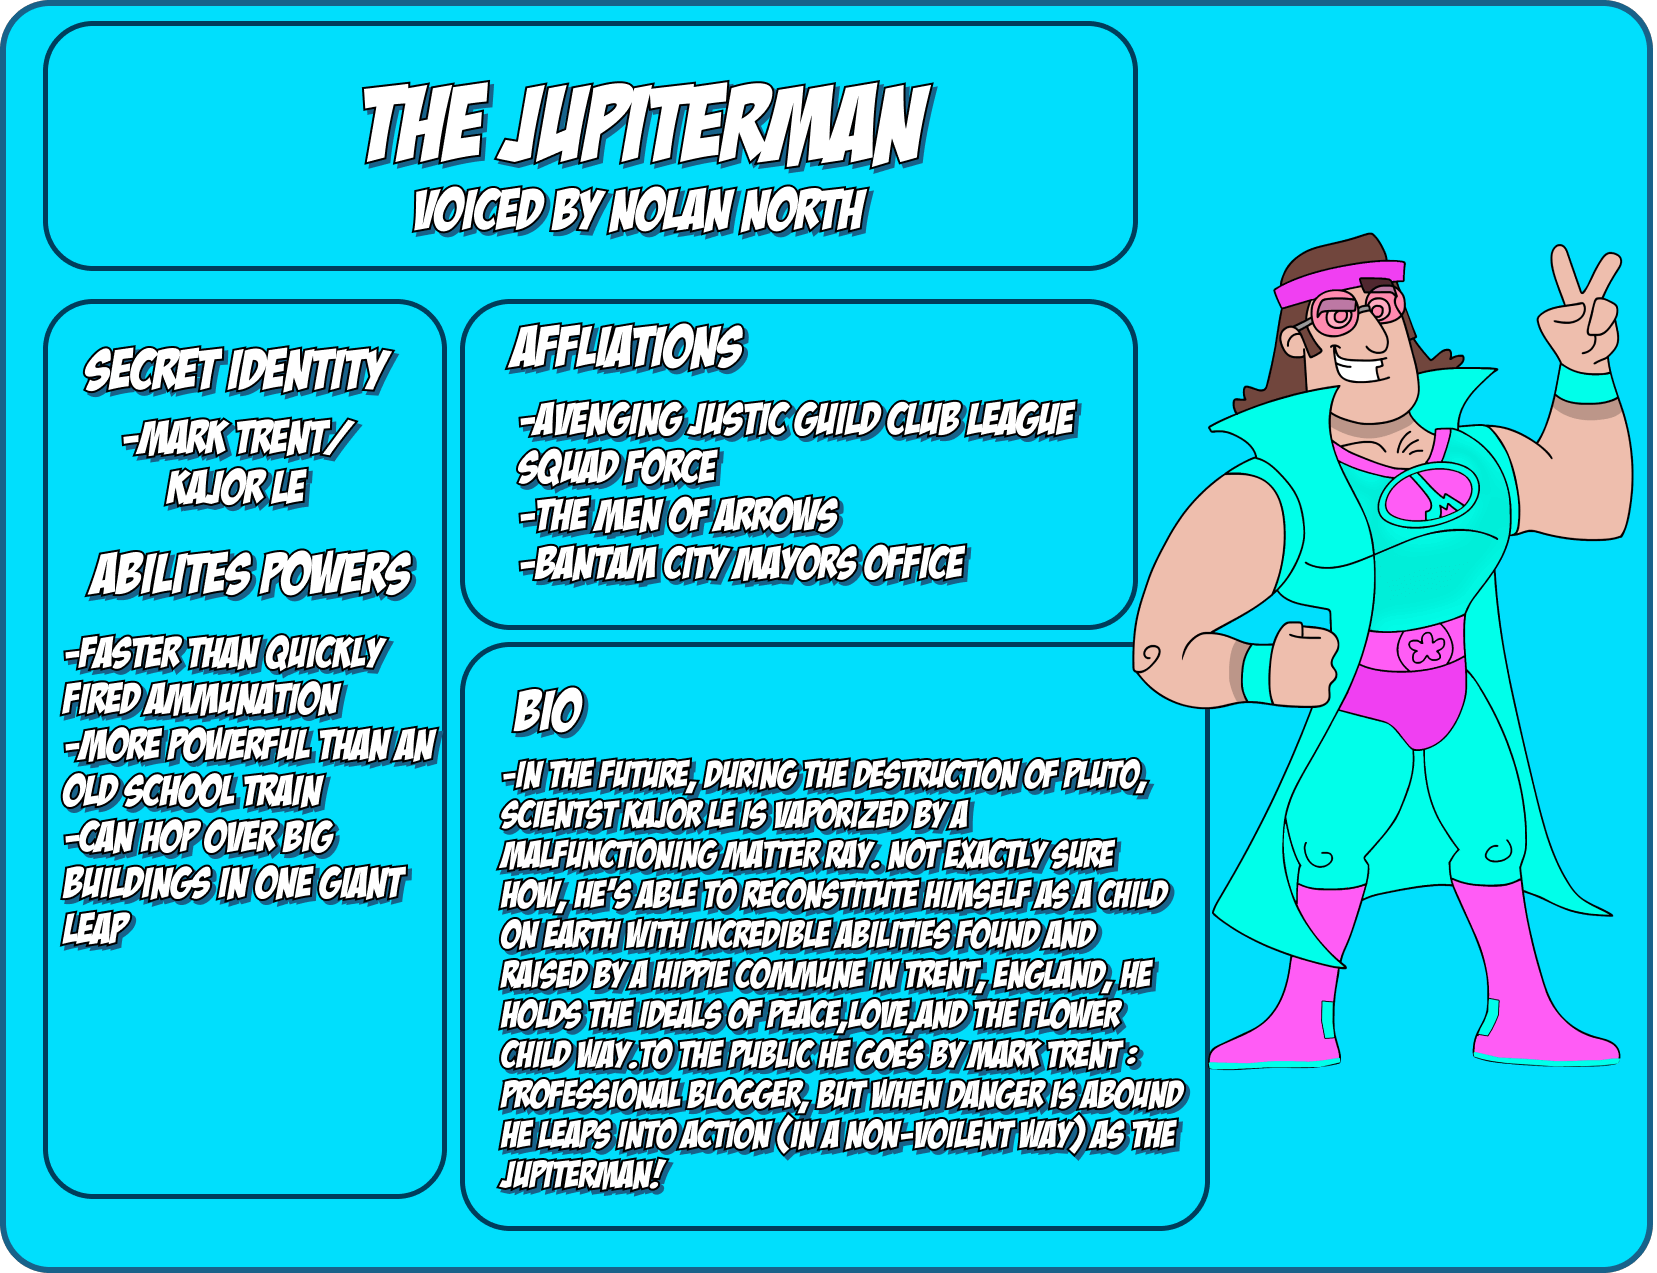 THE JUPITERMAN
VOICED BY NOLAN NORTH
SECRET IDENTITY
-MARK TRENT/
KAJOR LE
ABILITES POWERS
-FASTER THAN QUICKLY
FIRED AMMUNATION
-MORE POWERFUL THAN AN
OLD SCHOOL TRAIN
-CAN HOP OVER BIG
BUILDINGS IN ONE GIANT
LEAP
AFFLIATIONS
-AVENGING JUSTIC GUILD CLUB LEAGUE
SQUAD FORCE
-THE MEN OF ARROWS
-BANTAM CITY MAYORS OFFICE
BIO
-IN THE FUTURE, DURING THE DESTRUCTION OF PLUTO,
SCIENTST KAJOR LE IS VAPORIZED BY A
MALFUNCTIONING MATTER RAY. NOT EXACTLY SURE
HOW, HE'S ABLE TO RECONSTITUTE HIMSELF AS A CHILD
ON EARTH WITH INCREDIBLE ABILITIES FOUND AND
RAISED BY A HIPPIE COMMUNE IN TRENT, ENGLAND, HE
HOLDS THE IDEALS OF PEACE,LOVE,AND THE FLOWER
CHILD WAY.TO THE PUBLIC HE GOES BY MARK TRENT :
PROFESSIONAL BLOGGER, BUT WHEN DANGER IS ABOUND
HE LEAPS INTO ACTION (IN A NON-VOILENT WAY) AS THE
JUPITERMAN!